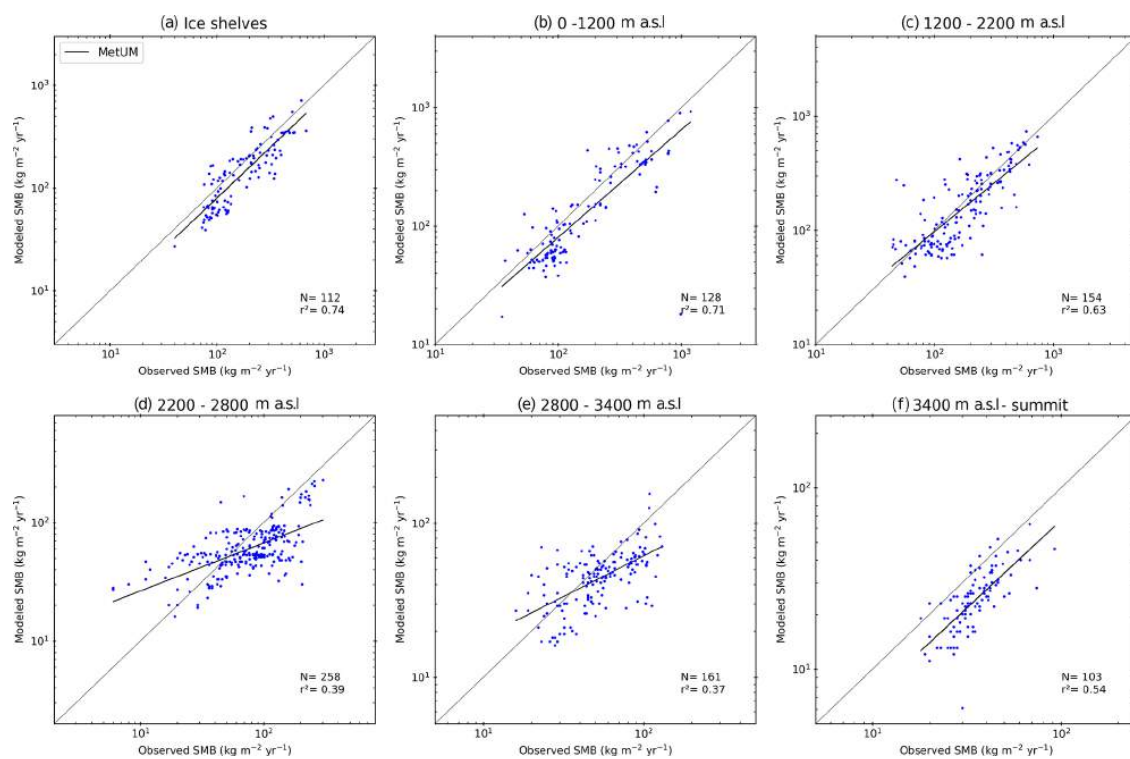 (a) Ice shelves
(b) 0 -1200 m a.s.l
(c) 1200 - 2200 m a.s.l
MetUM
10³
10²
10¹
Modeled SMB (kg m⁻² yr⁻¹)
N= 112
r²= 0.74
10¹
10²
10³
Observed SMB (kg m⁻² yr⁻¹)
10³
10²
10¹
Modeled SMB (kg m⁻² yr⁻¹)
N= 128
r²= 0.71
10¹
10²
10³
Observed SMB (kg m⁻² yr⁻¹)
10³
10²
10¹
Modeled SMB (kg m⁻² yr⁻¹)
N= 154
r²= 0.63
10¹
10²
10³
Observed SMB (kg m⁻² yr⁻¹)
(d) 2200 - 2800 m a.s.l
(e) 2800 - 3400 m a.s.l
(f) 3400 m a.s.l- summit
10²
10¹
Modeled SMB (kg m⁻² yr⁻¹)
N= 258
r²= 0.39
10¹
10²
Observed SMB (kg m⁻² yr⁻¹)
10²
10¹
Modeled SMB (kg m⁻² yr⁻¹)
N= 161
r²= 0.37
10¹
10²
Observed SMB (kg m⁻² yr⁻¹)
10²
10¹
Modeled SMB (kg m⁻² yr⁻¹)
N= 103
r²= 0.54
10¹
10²
Observed SMB (kg m⁻² yr⁻¹)